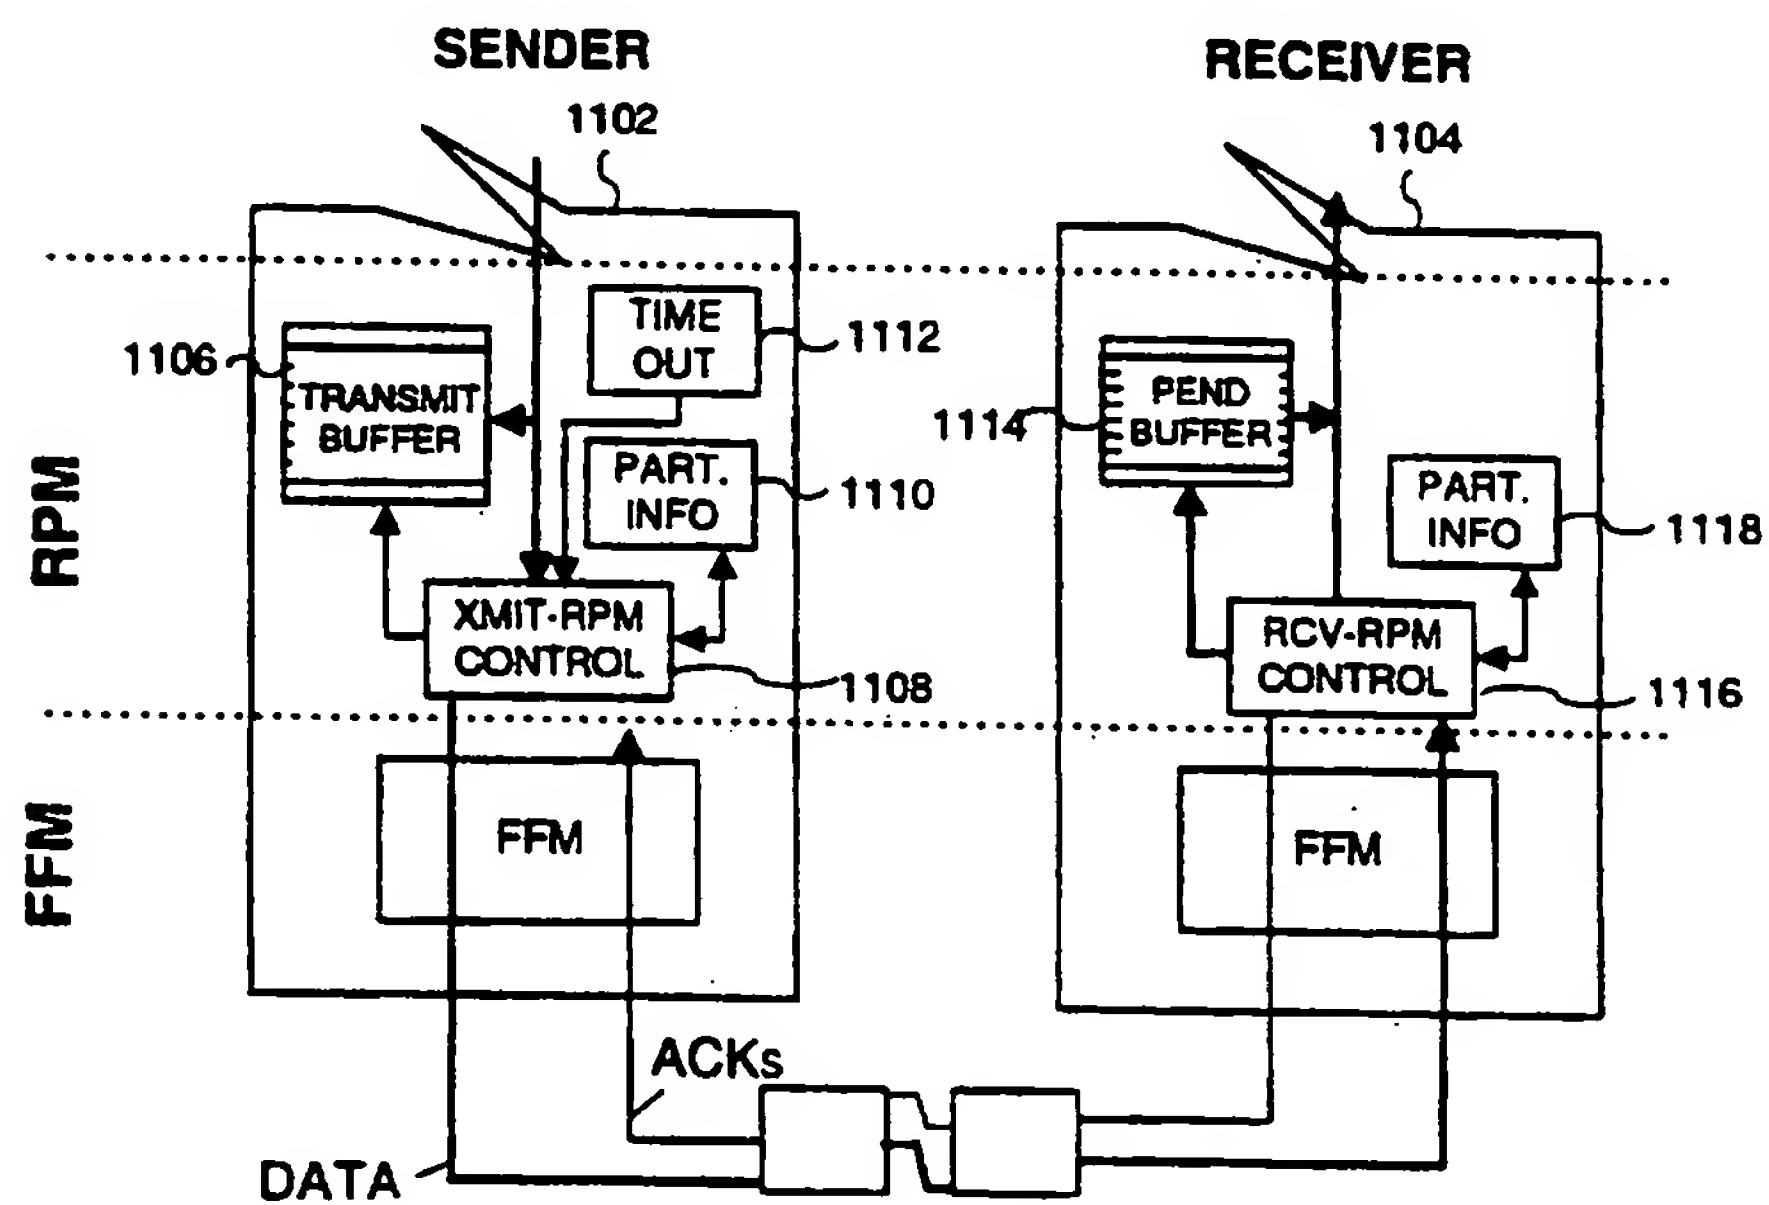 SENDER
RECEIVER
1102
1104
TIME
OUT
1112
1106
TRANSMIT
BUFFER
PEND
BUFFER
1114
PART.
INFO
1110
PART.
INFO
1118
RPM
XMIT-RPM
CONTROL
1108
RCV-RPM
CONTROL
1116
FFM
FFM
FFM
ACKs
DATA